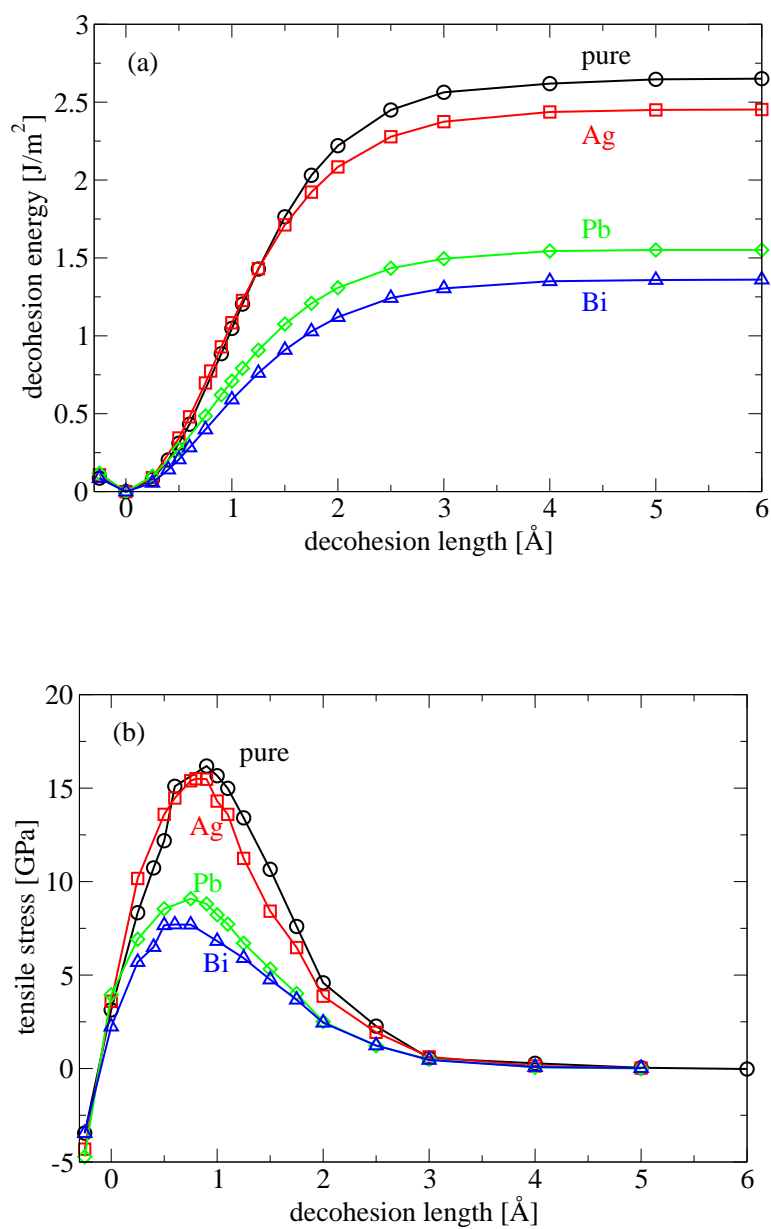 3
(a)
pure
2.5
Ag
2
decohesion energy [J/m²]
Pb
1.5
Bi
1
0.5
0
0 1 2 3 4 5 6
decohesion length [Å]
20
(b)
pure
15
Ag
tensile stress [GPa]
10
Pb
Bi
5
0
-5
0 1 2 3 4 5 6
decohesion length [Å]